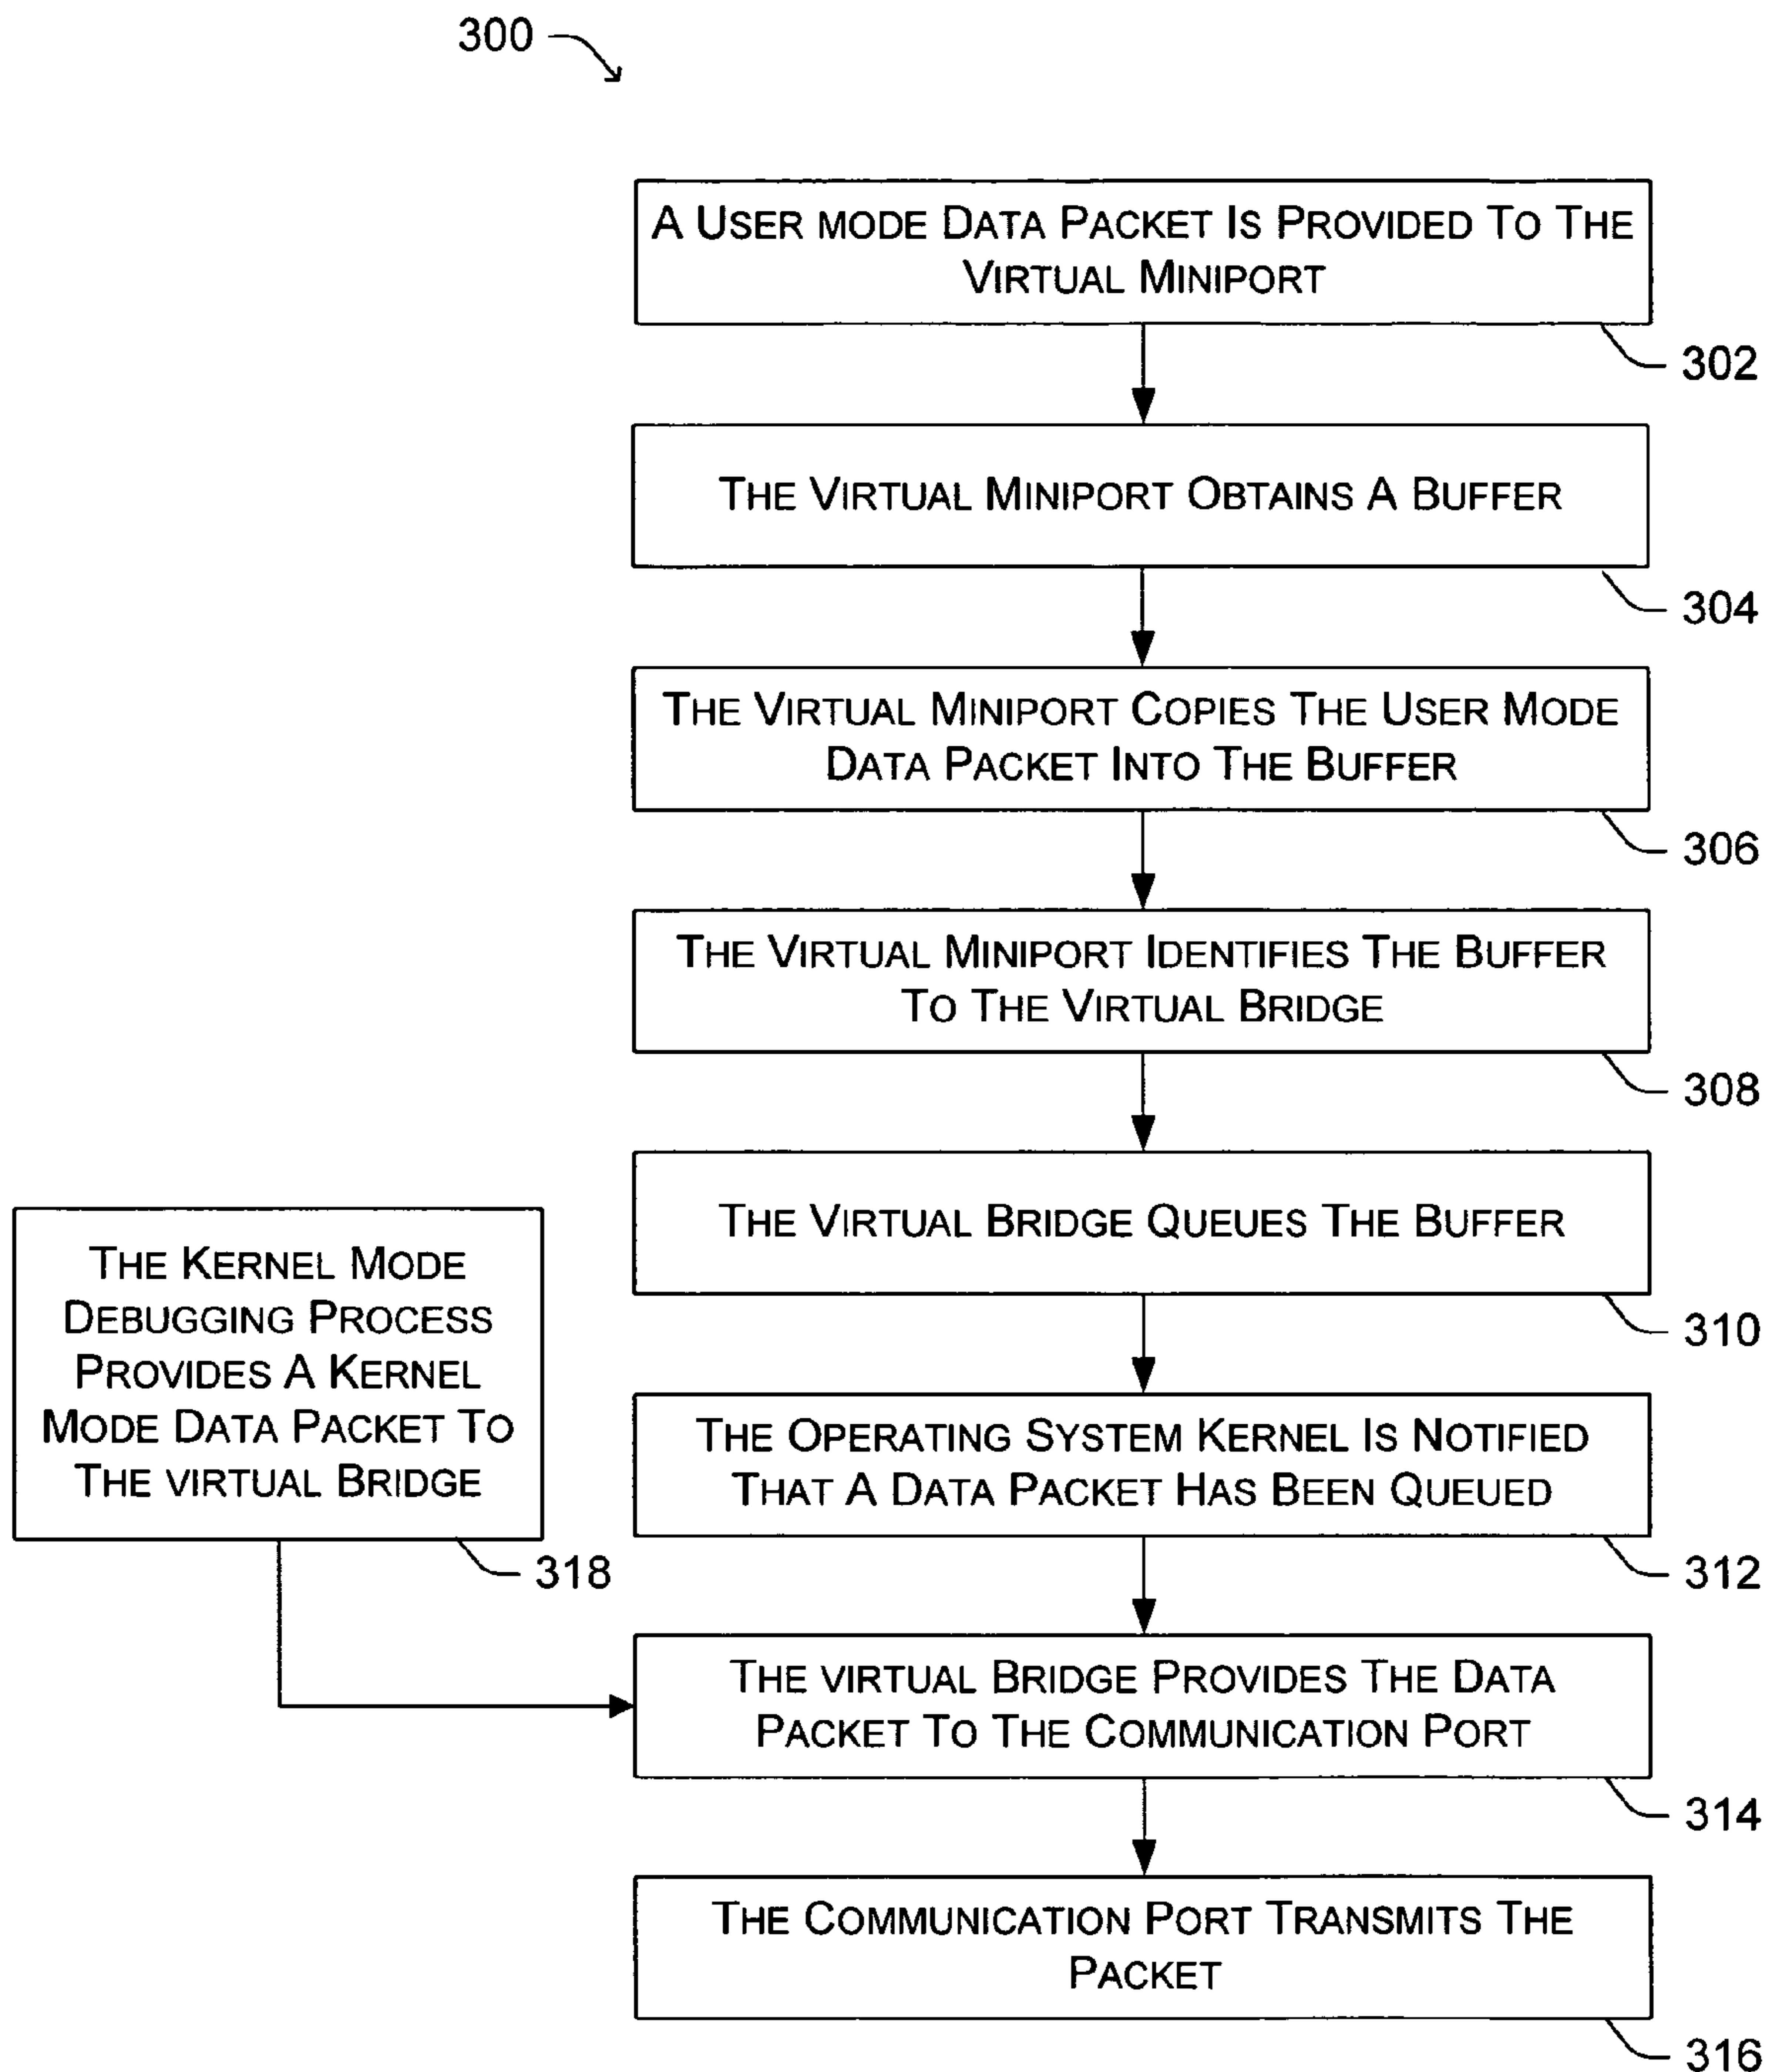 300
A USER MODE DATA PACKET IS PROVIDED TO THE
VIRTUAL MINIPORT
302
THE VIRTUAL MINIPORT OBTAINS A BUFFER
304
THE VIRTUAL MINIPORT COPIES THE USER MODE
DATA PACKET INTO THE BUFFER
306
THE VIRTUAL MINIPORT IDENTIFIES THE BUFFER
TO THE VIRTUAL BRIDGE
308
THE VIRTUAL BRIDGE QUEUES THE BUFFER
310
THE KERNEL MODE
DEBUGGING PROCESS
PROVIDES A KERNEL
MODE DATA PACKET TO
THE VIRTUAL BRIDGE
318
THE OPERATING SYSTEM KERNEL IS NOTIFIED
THAT A DATA PACKET HAS BEEN QUEUED
312
THE VIRTUAL BRIDGE PROVIDES THE DATA
PACKET TO THE COMMUNICATION PORT
314
THE COMMUNICATION PORT TRANSMITS THE
PACKET
316